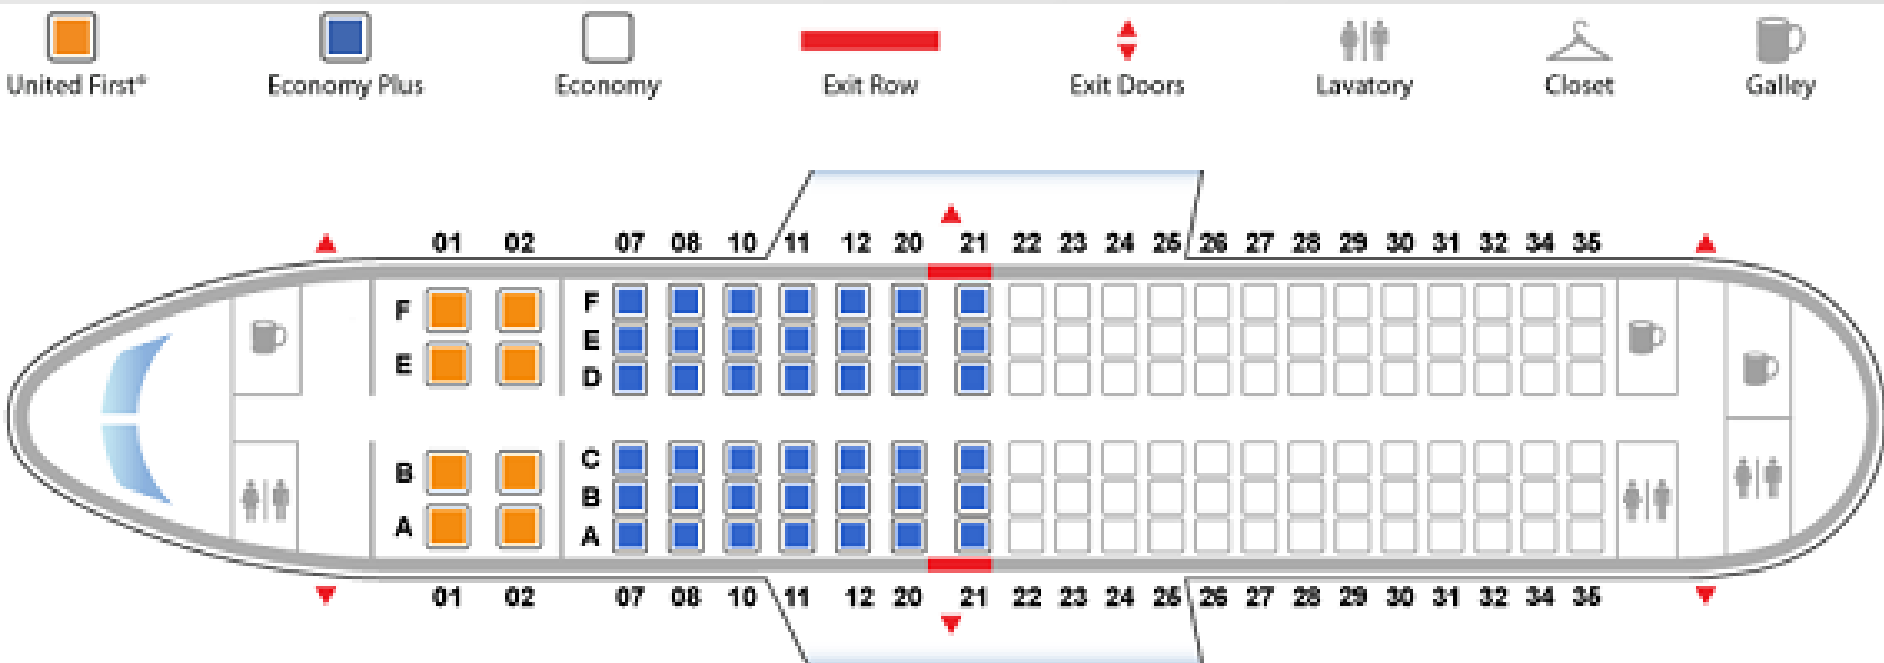 United First* Economy Plus Economy Exit Row Exit Doors Lavatory Closet Galley
01 02 07 08 10 11 12 20 21 22 23 24 25 26 27 28 29 30 31 32 34 35
F F
E E
D
C
B B
A A
01 02 07 08 10 11 12 20 21 22 23 24 25 26 27 28 29 30 31 32 34 35